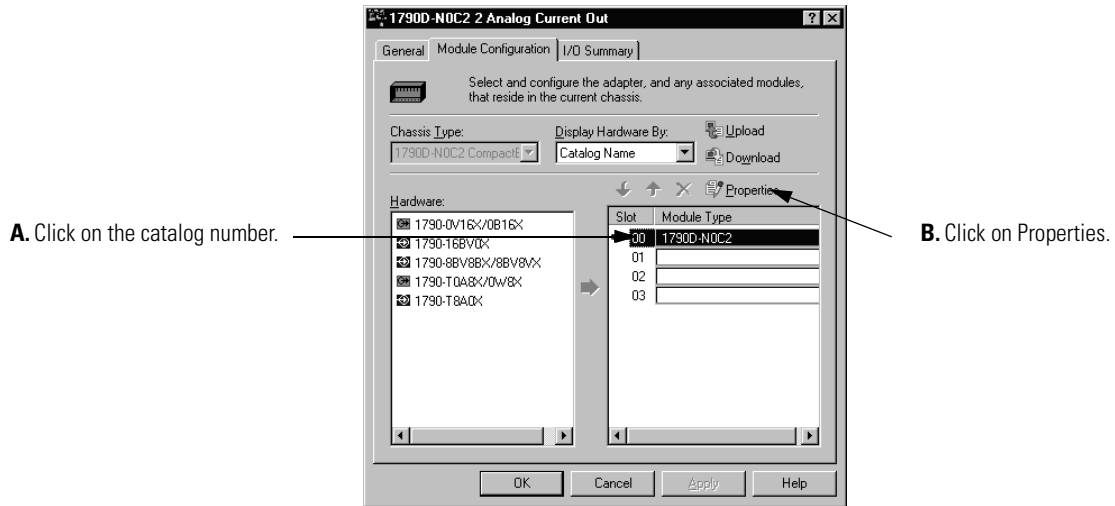 1790D-N0C2 2 Analog Current Out
General Module Configuration I/O Summary
Select and configure the adapter, and any associated modules,
that reside in the current chassis.
Chassis Type: Display Hardware By: Upload
1790D-N0C2 CompactB Catalog Name Download
Properties
Hardware:
Slot Module Type
1790-0V16X/0B16X
00 1790D-N0C2
1790-16BV0X
01
1790-8BV8BX/8BV8VX
02
1790-T0A8X/0W8X
03
1790-T8A0X
A. Click on the catalog number.
B. Click on Properties.
OK Cancel Apply Help